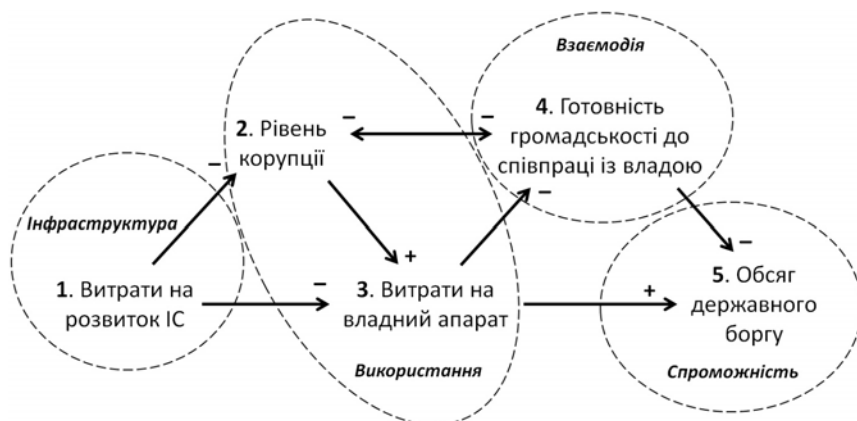 Взаємодія
4. Готовність
громадськості до
співпраці із владою
2. Рівень
корупції
–
–
–
–
Інфраструктура
1. Витрати на
розвиток ІС
–
+
3. Витрати на
владний апарат
Використання
–
+
5. Обсяг
державного
боргу
Спроможність